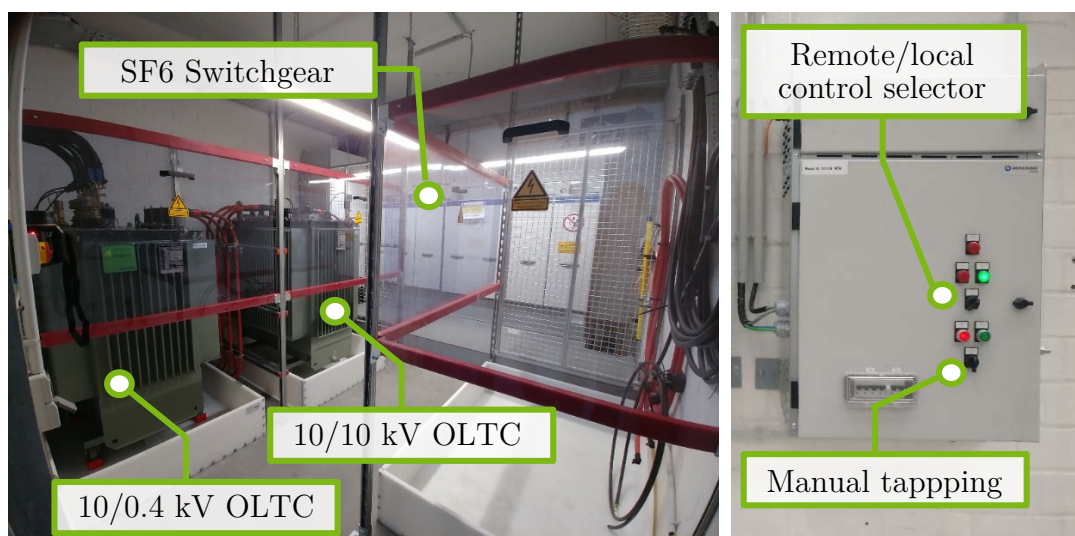 SF6 Switchgear
10/10 kV OLTC
10/0.4 kV OLTC
Remote/local
control selector
Manual tappping